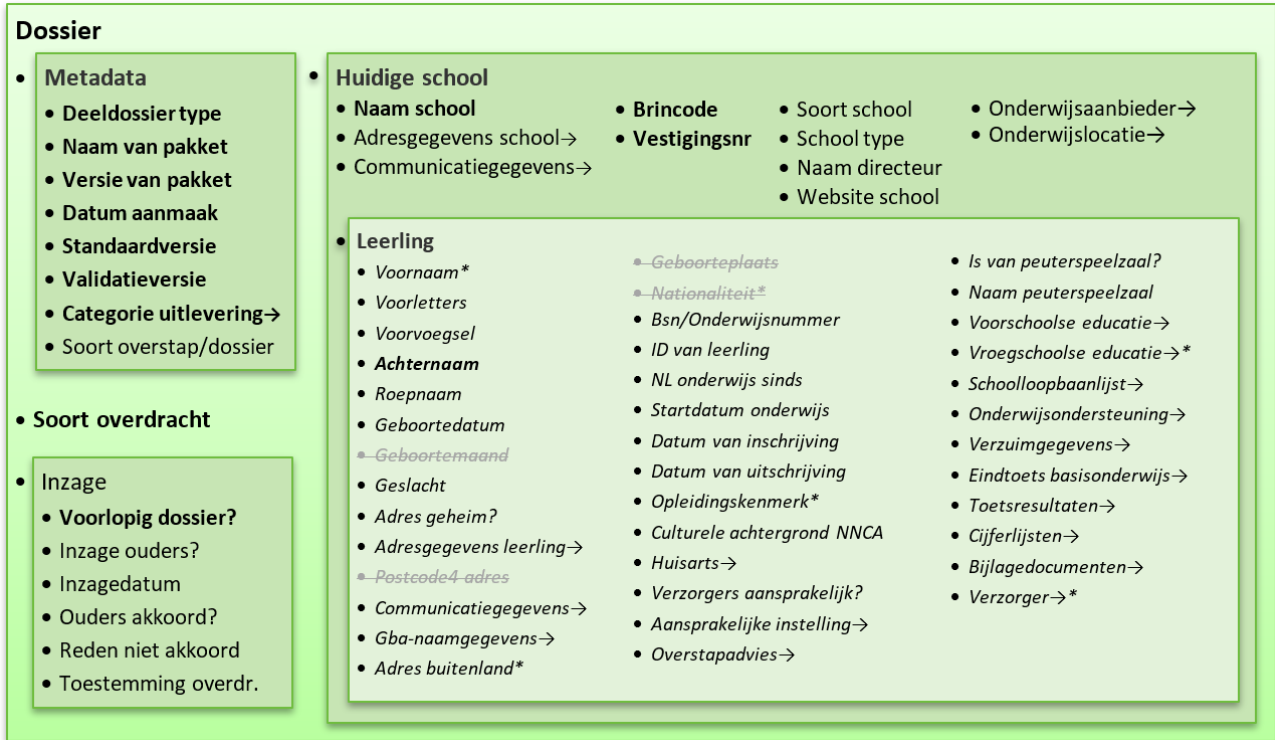 Dossier
• Metadata
• Deeldossier type
• Naam van pakket
• Versie van pakket
• Datum aanmaak
• Standaardversie
• Validatieversie
• Categorie uitlevering→
• Soort overstap/dossier
• Soort overdracht
• Inzage
• Voorlopig dossier?
• Inzage ouders?
• Inzagedatum
• Ouders akkoord?
• Reden niet akkoord
• Toestemming overdr.
• Huidige school
• Naam school
• Adresgegevens school→
• Communicatiegegevens→
• Brincode
• Vestigingsnr
• Soort school
• School type
• Naam directeur
• Website school
• Onderwijsaanbieder→
• Onderwijslocatie→
• Leerling
• Voornaam*
• Voorletters
• Voorvoegsel
• Achternaam
• Roepnaam
• Geboortedatum
• Geboortemaand
• Geslacht
• Adres geheim?
• Adresgegevens leerling→
• Postcode4 adres
• Communicatiegegevens→
• Gba-naamgegevens→
• Adres buitenland*
• Geboorteplaats
• Nationaliteit*
• Bsn/Onderwijsnummer
• ID van leerling
• NL onderwijs sinds
• Startdatum onderwijs
• Datum van inschrijving
• Datum van uitschrijving
• Opleidingskenmerk*
• Culturele achtergrond NNCA
• Huisarts→
• Verzorgers aansprakelijk?
• Aansprakelijke instelling→
• Overstapadvies→
• Is van peuterspeelzaal?
• Naam peuterspeelzaal
• Voorschoolse educatie→
• Vroegschoolse educatie→*
• Schoolloopbaanlijst→
• Onderwijsondersteuning→
• Verzuimgegevens→
• Eindtoets basisonderwijs→
• Toetsresultaten→
• Cijferlijsten→
• Bijlagedocumenten→
• Verzorger→*